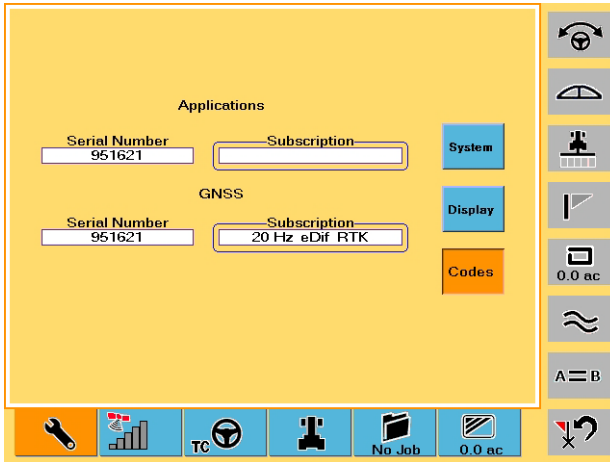 Applications
Serial Number
951621
Subscription
System
GNSS
Display
Serial Number
951621
Subscription
20 Hz eDif RTK
Codes
0.0 ac
A=B
TC
No Job
0.0 ac